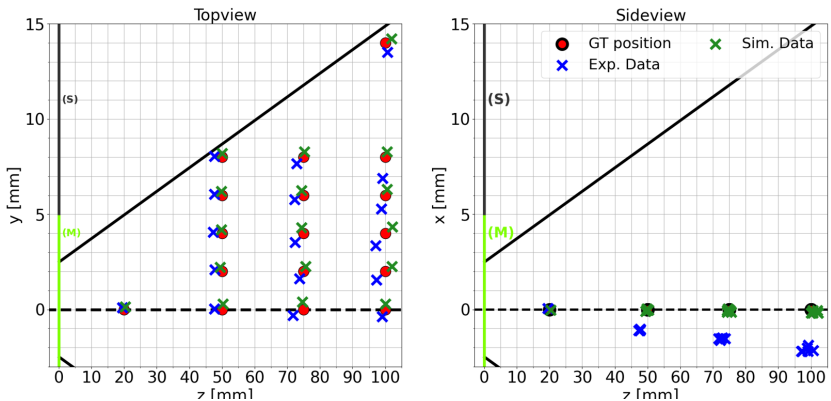 Topview
15
10
5
0
y [mm]
(S)
(M)
0 10 20 30 40 50 60 70 80 90 100
z [mm]
Sideview
15
10
5
0
x [mm]
GT position
Exp. Data
Sim. Data
(S)
(M)
0 10 20 30 40 50 60 70 80 90 100
z [mm]